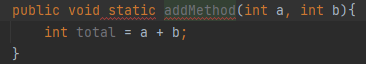 public void static addMethod(int a, int b){
    int total = a + b;
}